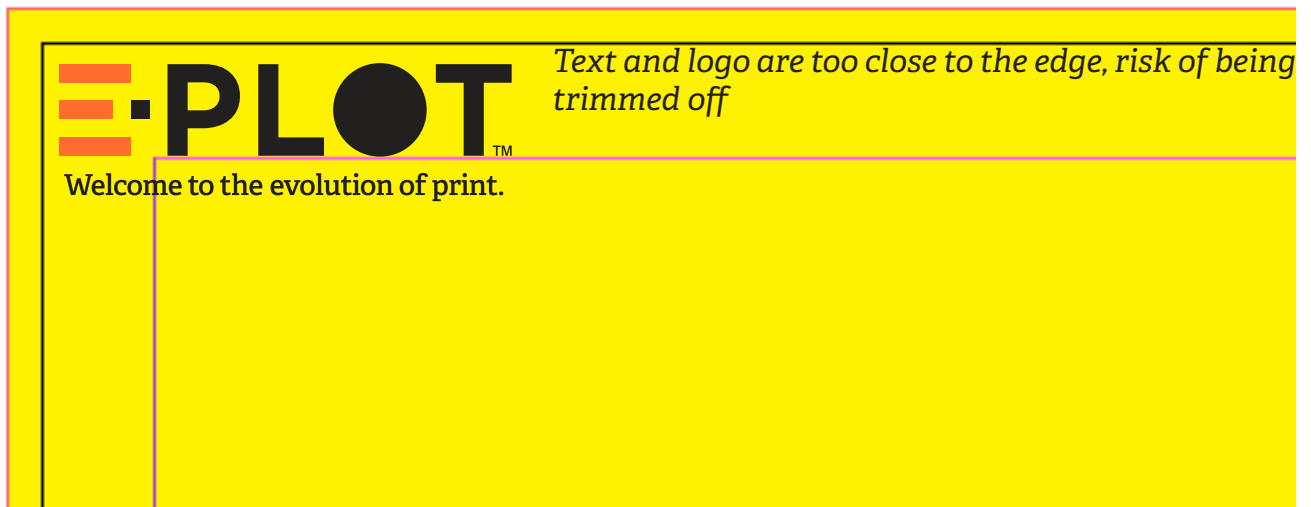 E·PLOT™
Welcome to the evolution of print.
Text and logo are too close to the edge, risk of being
trimmed off